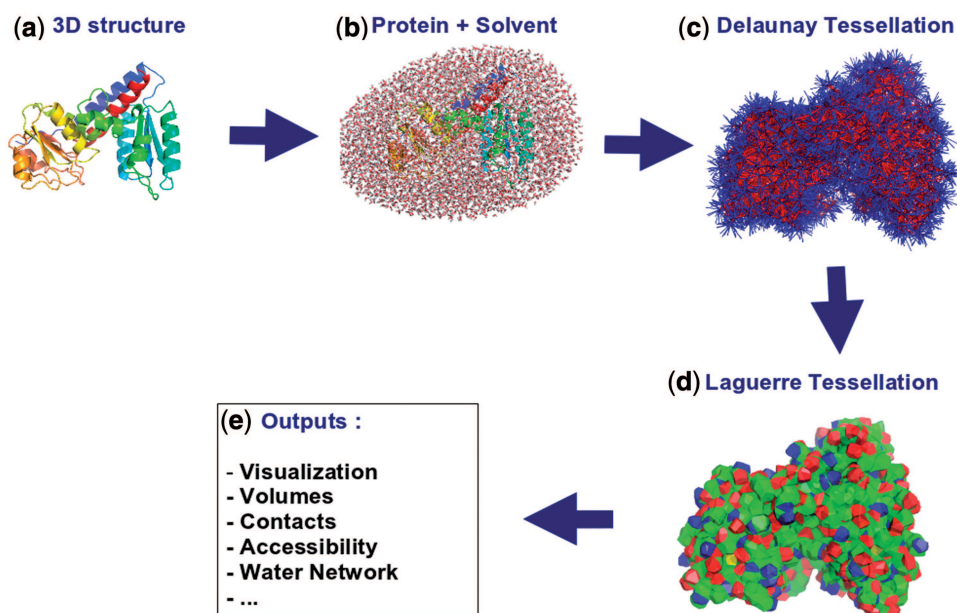 (a) 3D structure
(b) Protein + Solvent
(c) Delaunay Tessellation
(d) Laguerre Tessellation
(e) Outputs :
- Visualization
- Volumes
- Contacts
- Accessibility
- Water Network
- ...